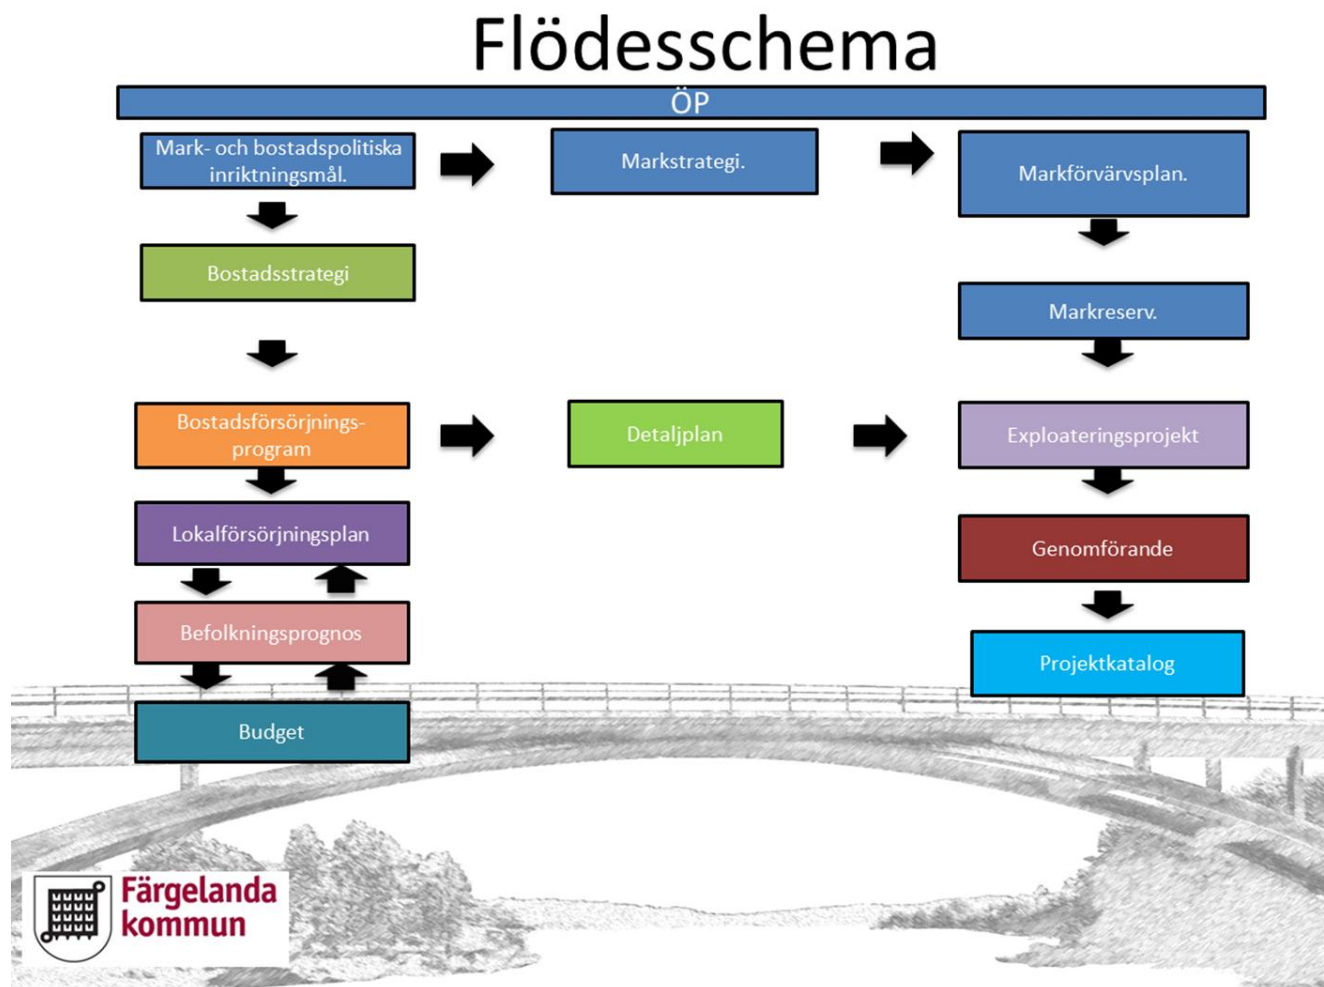 Flödesschema
ÖP
Mark- och bostadspolitiska
inriktningsmål.
Markstrategi.
Markförvärvsplan.
Bostadsstrategi
Markreserv.
Bostadsförsörjnings-
program
Detaljplan
Exploateringsprojekt
Lokalförsörjningsplan
Genomförande
Befolkningsprognos
Projektkatalog
Budget
Färgelanda
kommun